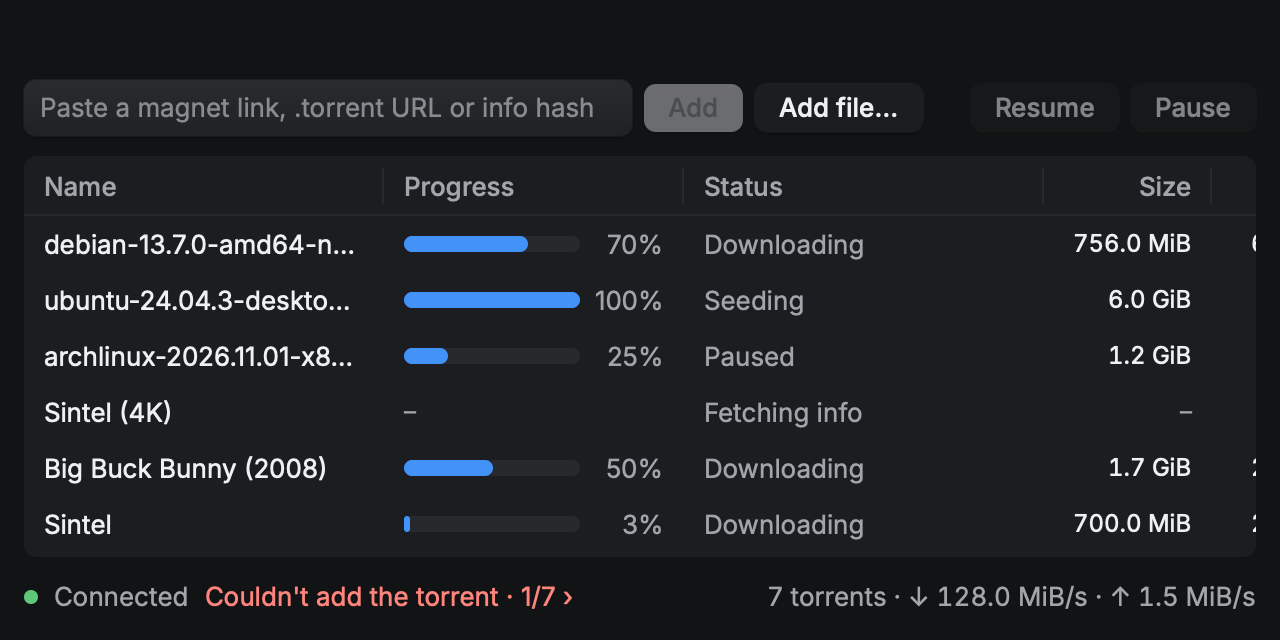 Paste a magnet link, .torrent URL or info hash Add Add file... Resume Pause
Name Progress Status Size
debian-13.7.0-amd64-n... 70% Downloading 756.0 MiB
ubuntu-24.04.3-deskto... 100% Seeding 6.0 GiB
archlinux-2026.11.01-x8... 25% Paused 1.2 GiB
Sintel (4K) – Fetching info –
Big Buck Bunny (2008) 50% Downloading 1.7 GiB
Sintel 3% Downloading 700.0 MiB
Connected Couldn't add the torrent · 1/7 › 7 torrents · ↓ 128.0 MiB/s · ↑ 1.5 MiB/s